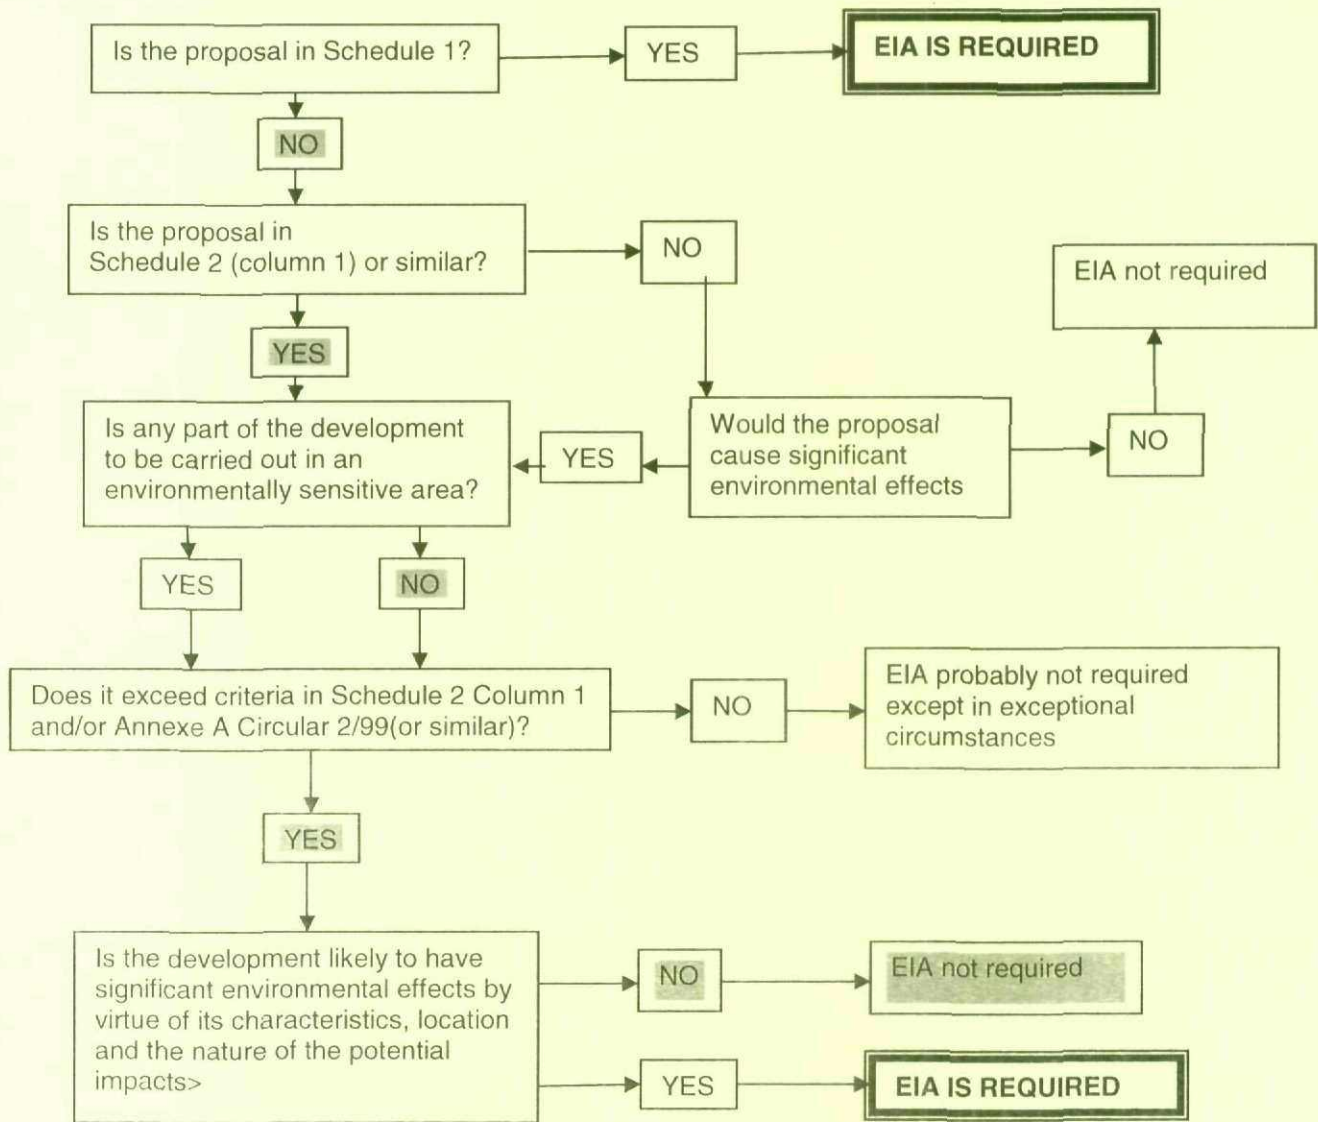 Is the proposal in Schedule 1?
YES
EIA IS REQUIRED
NO
Is the proposal in
Schedule 2 (column 1) or similar?
NO
EIA not required
YES
Is any part of the development
to be carried out in an
environmentally sensitive area?
YES
Would the proposal
cause significant
environmental effects
NO
YES
NO
Does it exceed criteria in Schedule 2 Column 1
and/or Annexe A Circular 2/99(or similar)?
NO
EIA probably not required
except in exceptional
circumstances
YES
Is the development likely to have
significant environmental effects by
virtue of its characteristics, location
and the nature of the potential
impacts>
NO
EIA not required
YES
EIA IS REQUIRED